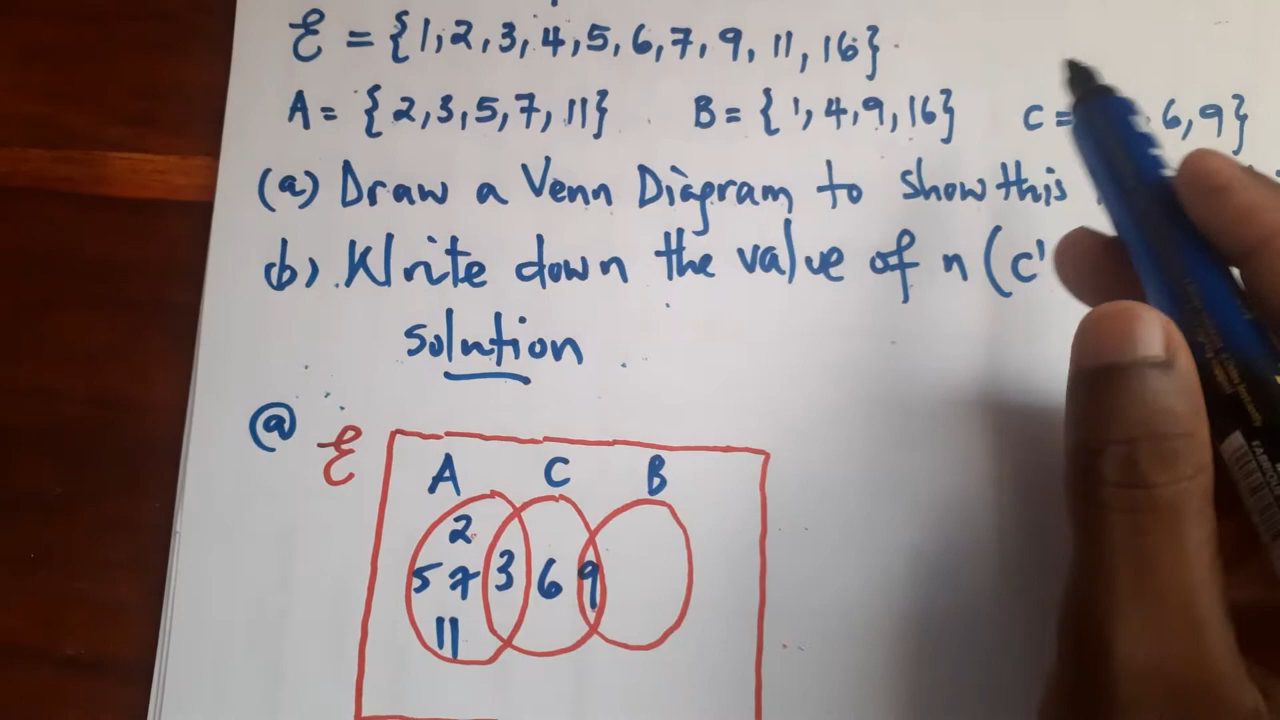 ℰ = {1,2,3,4,5,6,7,9,11,16}
A = {2,3,5,7,11} B = {1,4,9,16} C = 6,9}
(a) Draw a Venn Diagram to show this
b). Write down the value of n(c'
solution
(a) ℰ
A C B
2
5 7 3 6 9
11